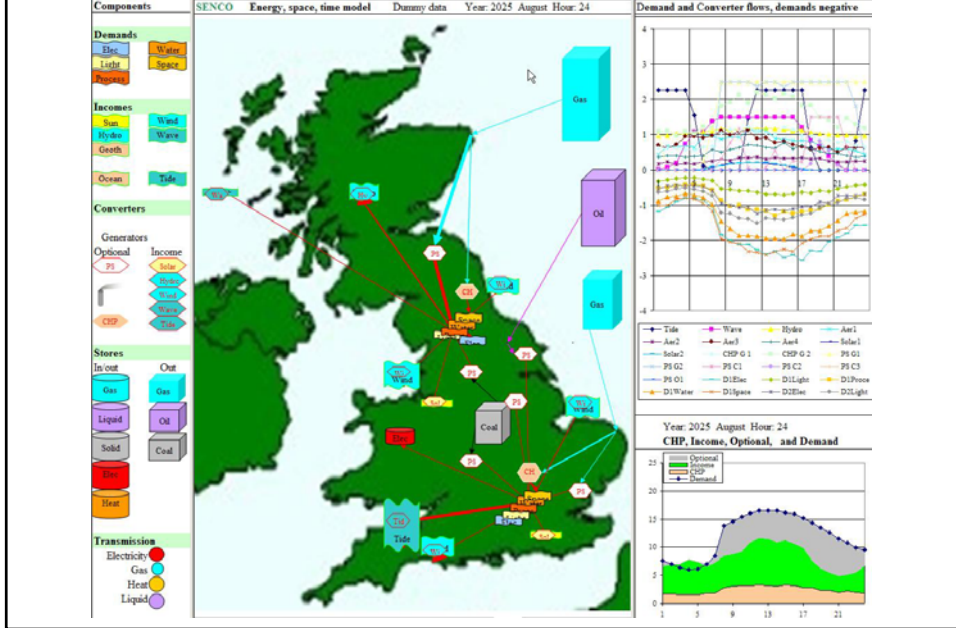 Components
Demands
Elec
Water
Light
Space
Process
Incomes
Sun
Wind
Hydro
Wave
Geoth
Ocean
Tide
Converters
Generators
Optional
Income
PS
Solar
Hydro
Wind
Wave
CHP
Tide
Stores
In/out
Out
Gas
Gas
Liquid
Oil
Solid
Coal
Elec
Heat
Transmission
Electricity
Gas
Heat
Liquid
SENCO Energy, space, time model Dummy data Year: 2025 August Hour: 24
Gas
Oil
PS
CH
Gas
PS
PS
Wind
PS
Wind
Coal
Elec
PS
CH
PS
Tid
Tide
Demand and Converter flows, demands negative
4
3
2
1
0
-1
-2
-3
-4
9
13
17
21
Tide Wave Hydro Aer1
Aer2 Aer3 Aer4 Solar1
Solar2 CHP G 1 CHP G 2 PS G1
PS G2 PS C1 PS C2 PS C3
PS O1 D1Elec D1Light D1Proce
D1Water D1Space D2Elec D2Light
Year: 2025 August Hour: 24
CHP, Income, Optional, and Demand
Optional
Income
CHP
Demand
25
20
15
10
5
0
1 5 9 13 17 21